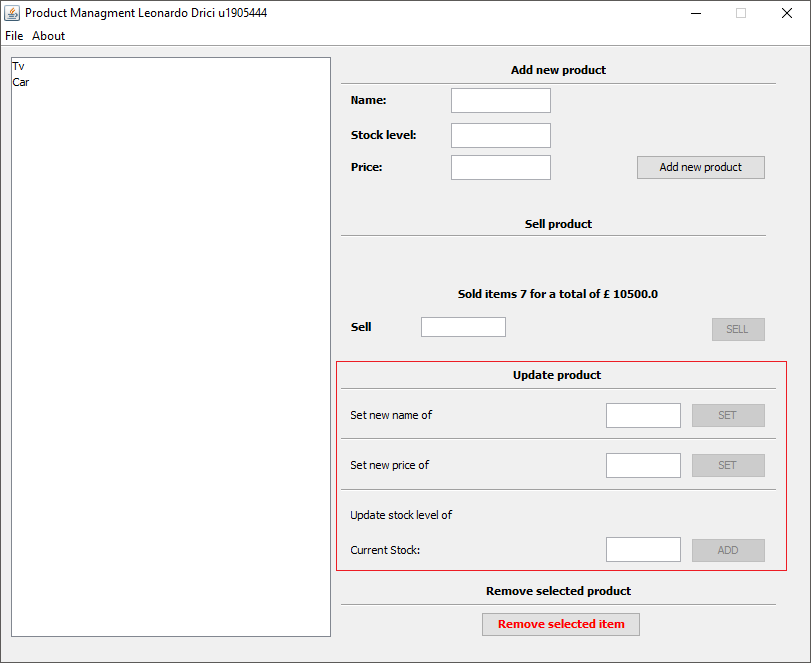 Product Managment Leonardo Drici u1905444
File About
Tv
Car
Add new product
Name:
Stock level:
Price:
Add new product
Sell product
Sold items 7 for a total of £ 10500.0
Sell
SELL
Update product
Set new name of
SET
Set new price of
SET
Update stock level of
Current Stock:
ADD
Remove selected product
Remove selected item